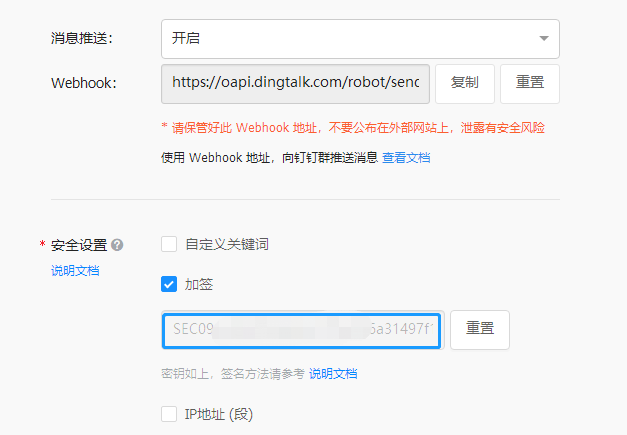 消息推送： 开启
Webhook： https://oapi.dingtalk.com/robot/send 复制 重置
* 请保管好此 Webhook 地址，不要公布在外部网站上，泄露有安全风险
使用 Webhook 地址，向钉钉群推送消息 查看文档
* 安全设置 ? 自定义关键词
说明文档
加签
SEC09 6a31497f 重置
密钥如上，签名方法请参考 说明文档
IP地址 (段)